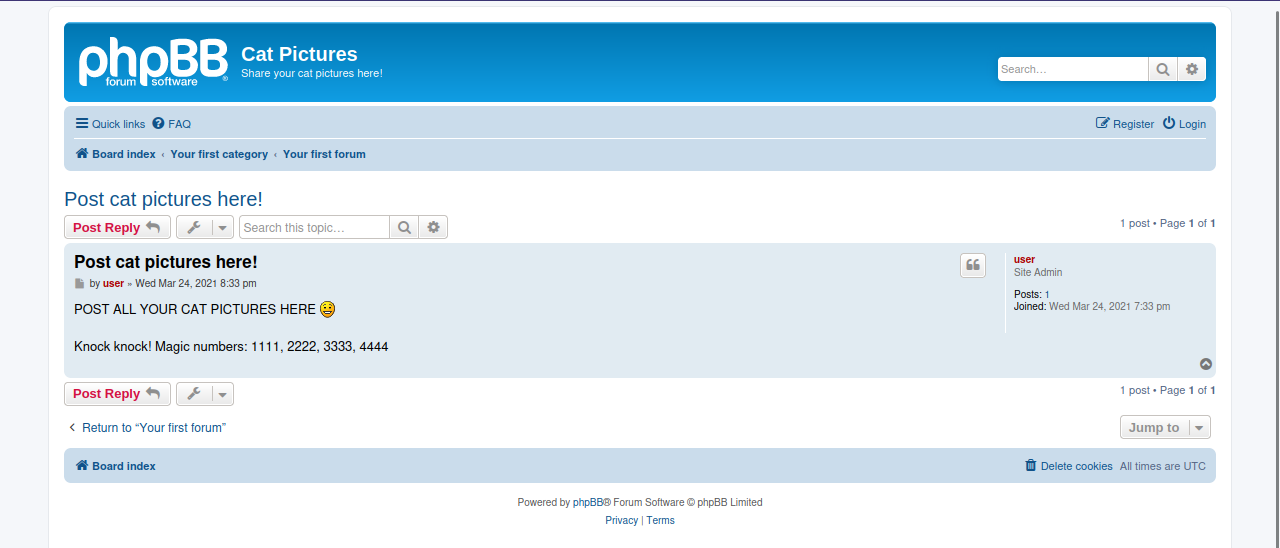 phpBB®
forum software
Cat Pictures
Share your cat pictures here!
Search…
Quick links FAQ
Register Login
Board index ‹ Your first category ‹ Your first forum
Post cat pictures here!
Post Reply
Search this topic…
1 post • Page 1 of 1
Post cat pictures here!
by user » Wed Mar 24, 2021 8:33 pm
POST ALL YOUR CAT PICTURES HERE
Knock knock! Magic numbers: 1111, 2222, 3333, 4444
user
Site Admin
Posts: 1
Joined: Wed Mar 24, 2021 7:33 pm
Post Reply
1 post • Page 1 of 1
Return to “Your first forum”
Jump to
Board index
Delete cookies All times are UTC
Powered by phpBB® Forum Software © phpBB Limited
Privacy | Terms